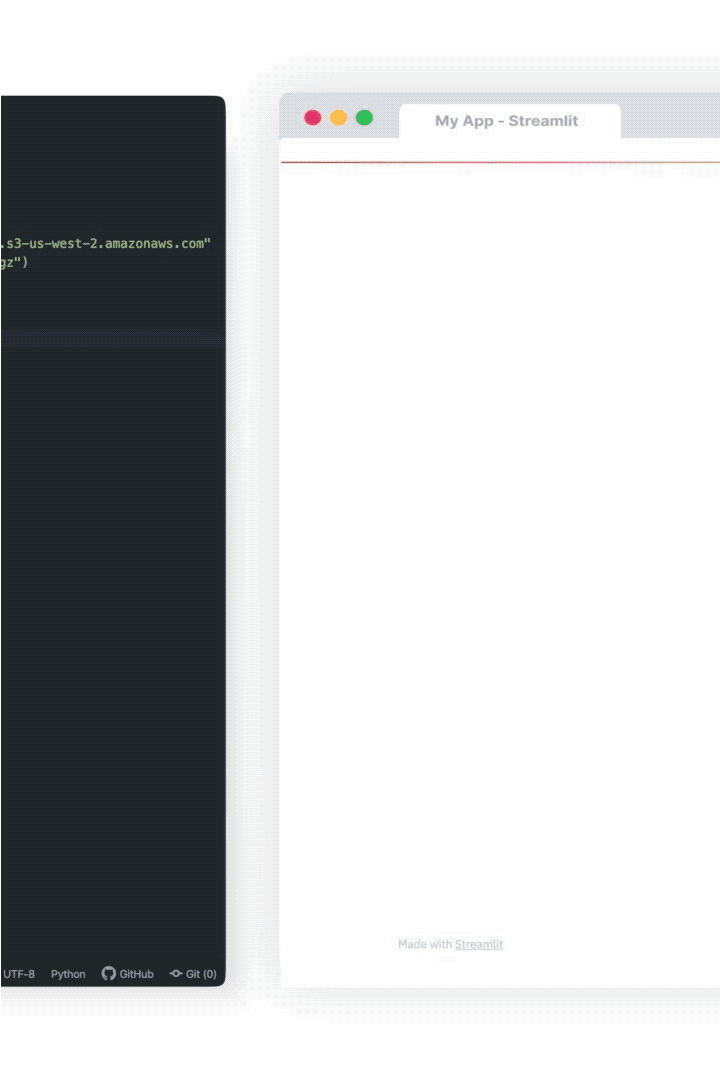 .s3-us-west-2.amazonaws.com"
gz")
UTF-8 Python GitHub Git (0)
My App - Streamlit
Made with Streamlit